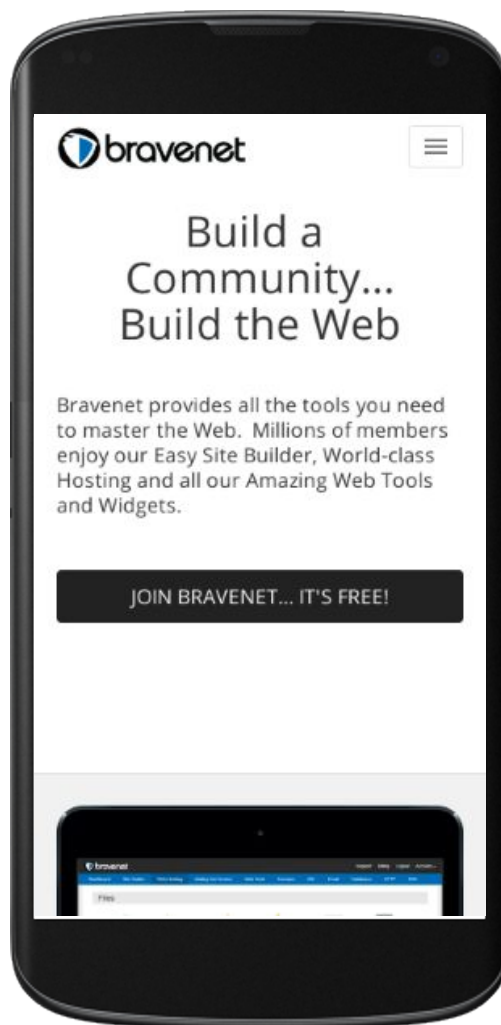 bravenet
Build a
Community...
Build the Web
Bravenet provides all the tools you need
to master the Web. Millions of members
enjoy our Easy Site Builder, World-class
Hosting and all our Amazing Web Tools
and Widgets.
JOIN BRAVENET... IT'S FREE!
bravenet
Files